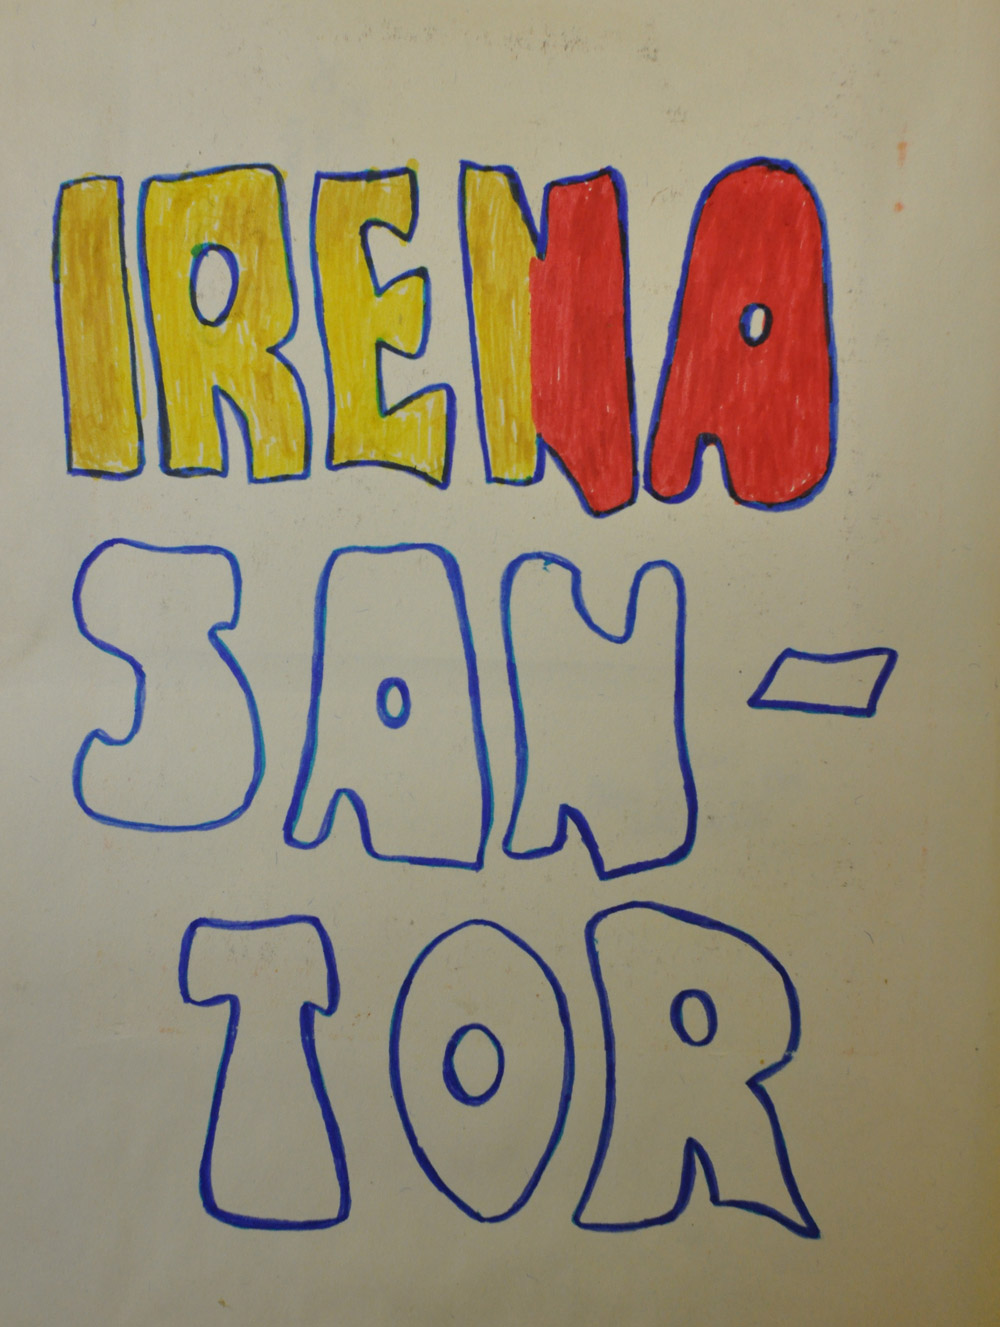 IRENA
SAN-
TOR